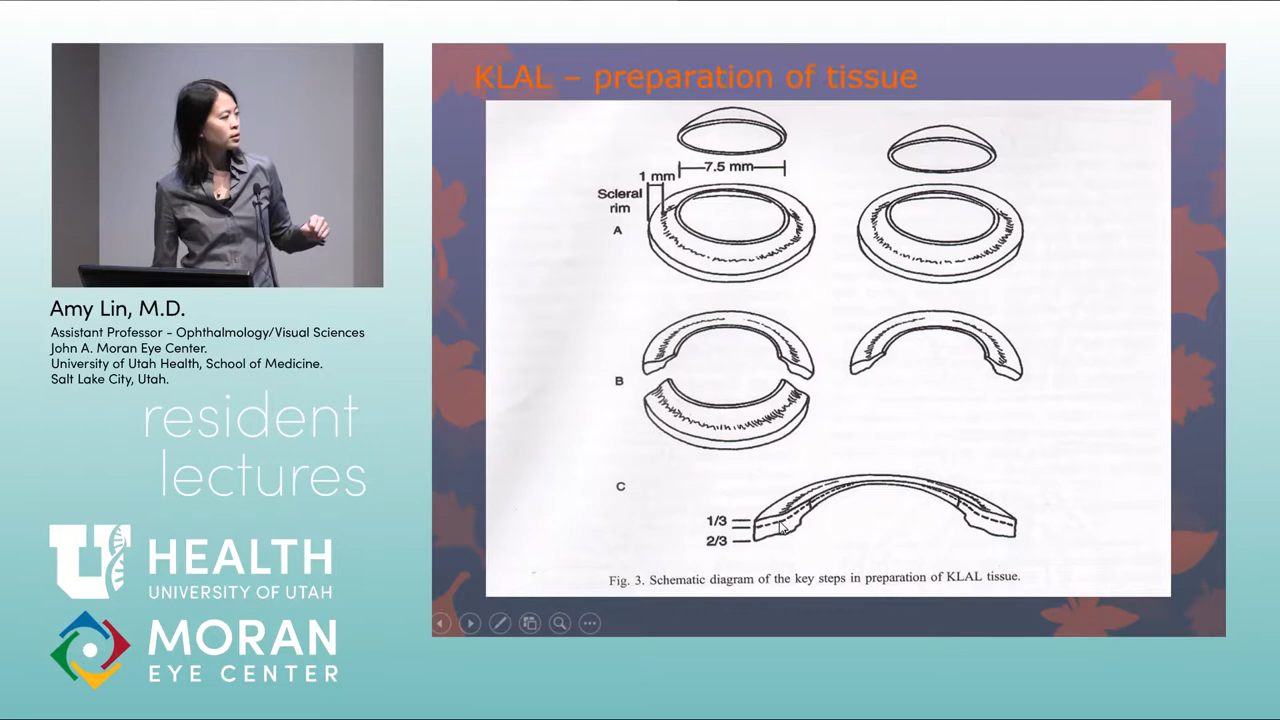 KLAL – preparation of tissue
7.5 mm
1 mm
Scleral
rim
A
B
C
1/3
2/3
Fig. 3. Schematic diagram of the key steps in preparation of KLAL tissue.
Amy Lin, M.D.
Assistant Professor - Ophthalmology/Visual Sciences
John A. Moran Eye Center.
University of Utah Health, School of Medicine.
Salt Lake City, Utah.
resident
lectures
U HEALTH
UNIVERSITY OF UTAH
MORAN
EYE CENTER